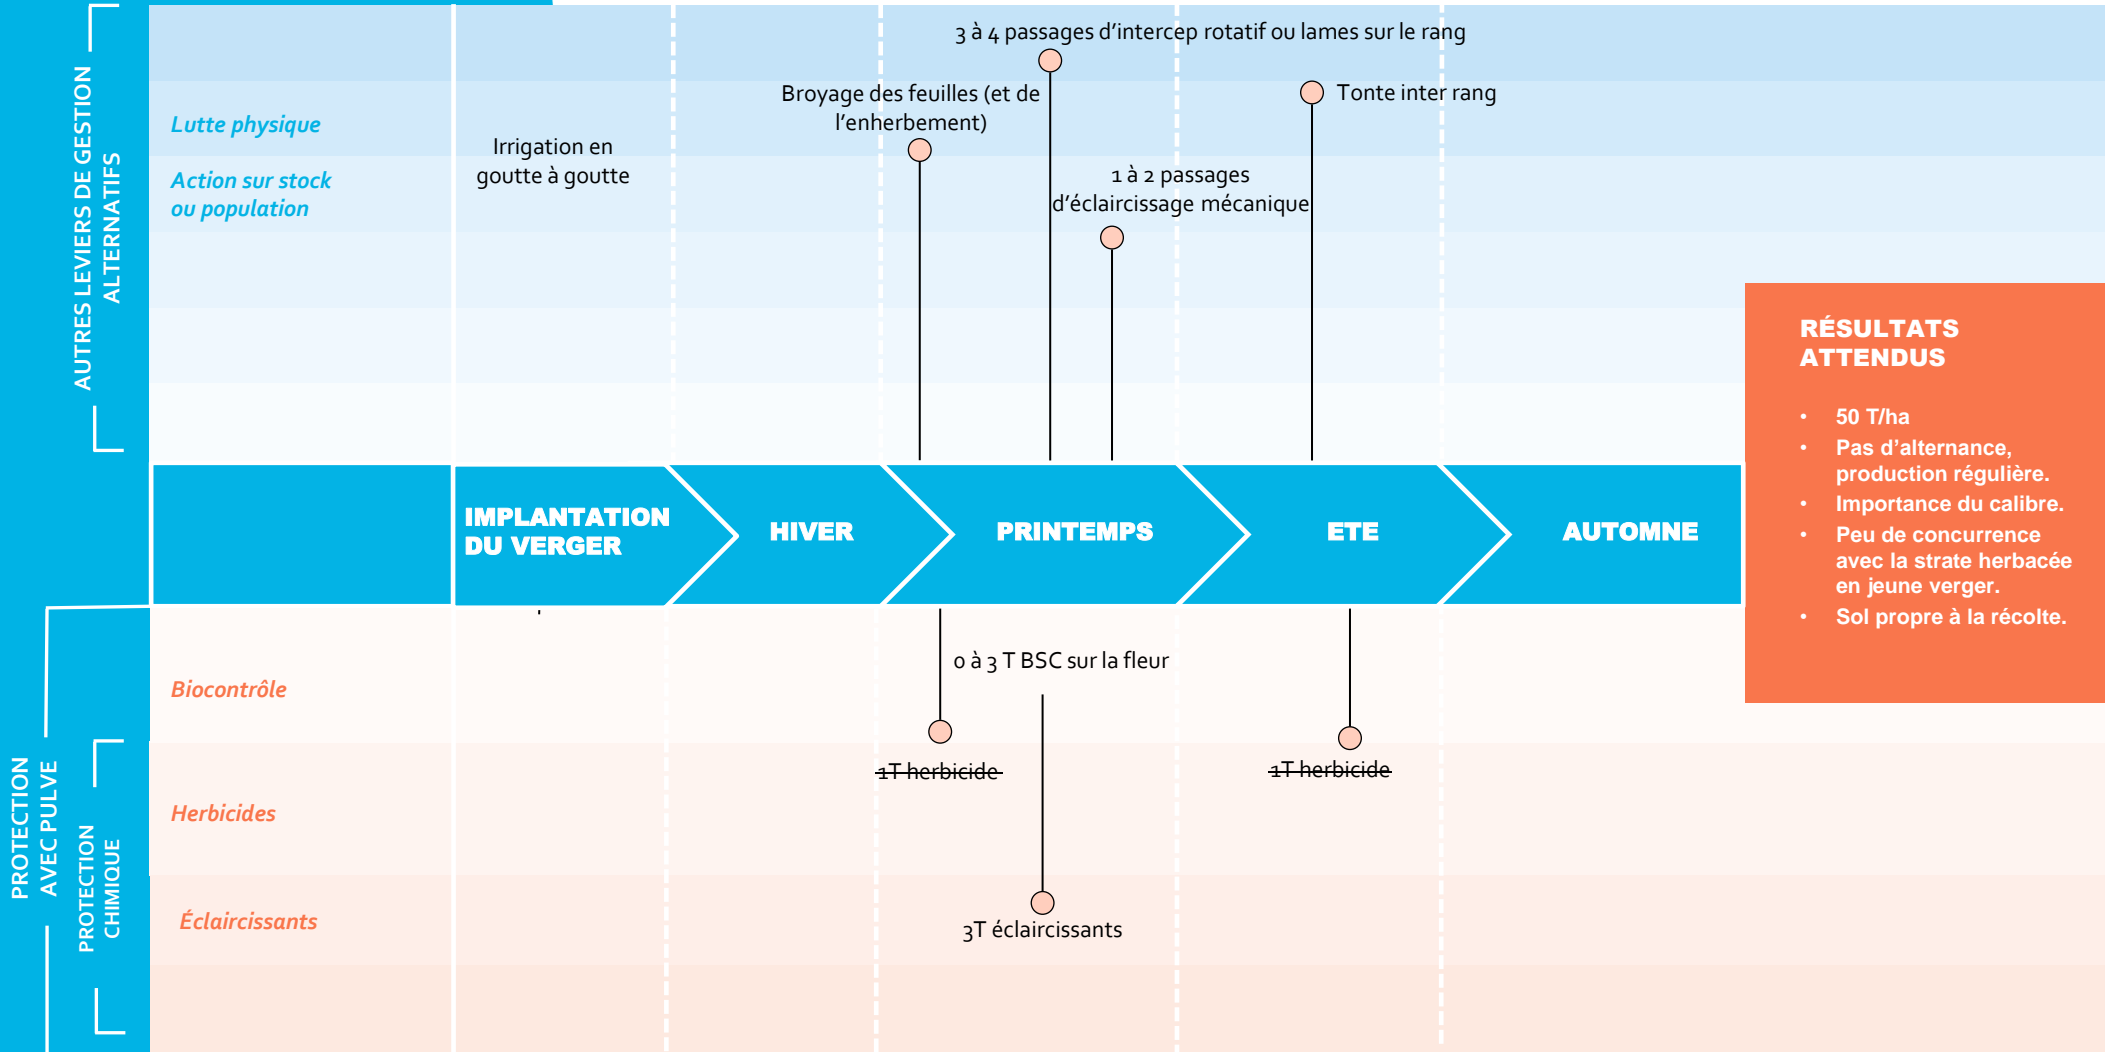 AUTRES LEVIERS DE GESTION
ALTERNATIFS
Lutte physique
Action sur stock
ou population
Irrigation en
goutte à goutte
Broyage des feuilles (et de
l'enherbement)
3 à 4 passages d'intercep rotatif ou lames sur le rang
1 à 2 passages
d'éclaircissage mécanique
Tonte inter rang
IMPLANTATION
DU VERGER
HIVER
PRINTEMPS
ETE
AUTOMNE
RÉSULTATS
ATTENDUS
• 50 T/ha
• Pas d'alternance,
production régulière.
• Importance du calibre.
• Peu de concurrence
avec la strate herbacée
en jeune verger.
• Sol propre à la récolte.
PROTECTION
AVEC PULVE
PROTECTION
CHIMIQUE
Biocontrôle
Herbicides
Éclaircissants
0 à 3 T BSC sur la fleur
1T herbicide
1T herbicide
3T éclaircissants